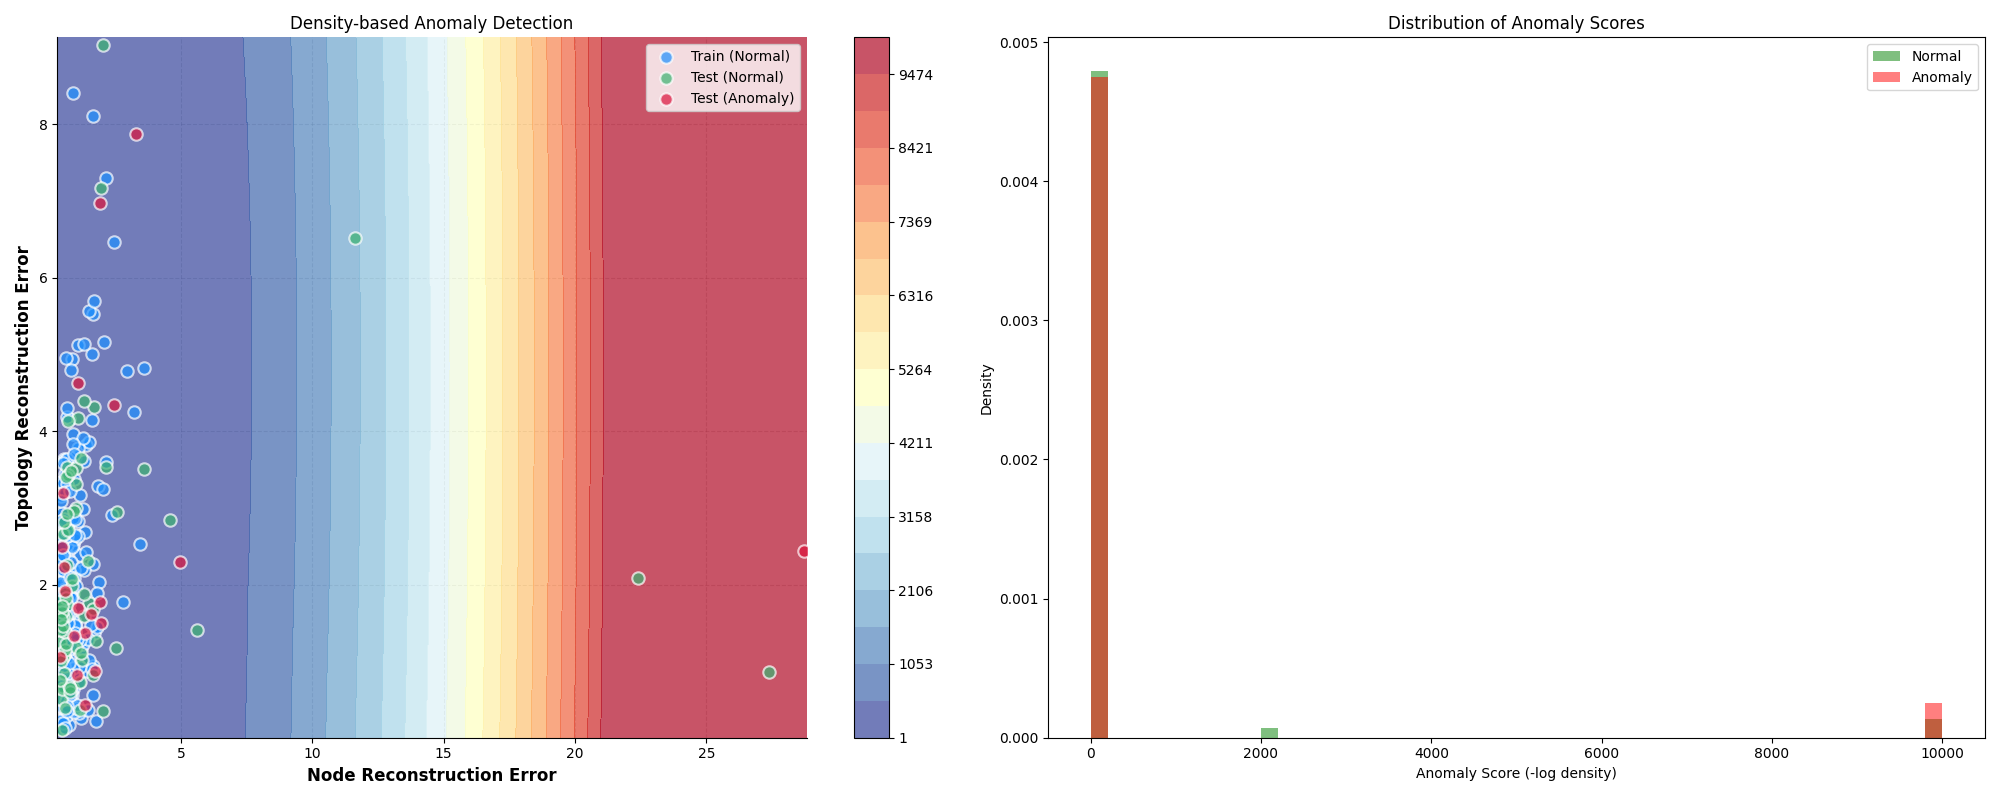 Density-based Anomaly Detection
Topology Reconstruction Error
8
6
4
2
5
10
15
20
25
Node Reconstruction Error
Train (Normal)
Test (Normal)
Test (Anomaly)
9474
8421
7369
6316
5264
4211
3158
2106
1053
1
Distribution of Anomaly Scores
Density
0.005
0.004
0.003
0.002
0.001
0.000
0
2000
4000
6000
8000
10000
Anomaly Score (-log density)
Normal
Anomaly